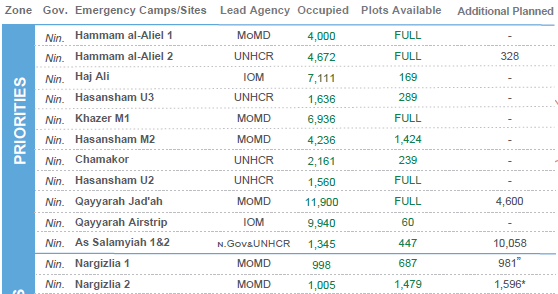 Zone Gov. Emergency Camps/Sites Lead Agency Occupied Plots Available Additional Planned
PRIORITIES
Nin. Hammam al-Aliel 1 MoMD 4,000 FULL -
Nin. Hammam al-Aliel 2 UNHCR 4,672 FULL 328
Nin. Haj Ali IOM 7,111 169 -
Nin. Hasansham U3 UNHCR 1,636 289 -
Nin. Khazer M1 MoMD 6,936 FULL -
Nin. Hasansham M2 MoMD 4,236 1,424 -
Nin. Chamakor UNHCR 2,161 239 -
Nin. Hasansham U2 UNHCR 1,560 FULL -
Nin. Qayyarah Jad'ah MoMD 11,900 FULL 4,600
Nin. Qayyarah Airstrip IOM 9,940 60 -
Nin. As Salamyiah 1&2 N.Gov&UNHCR 1,345 447 10,058
Nin. Nargizlia 1 MoMD 998 687 981"
Nin. Nargizlia 2 MoMD 1,005 1,479 1,596*